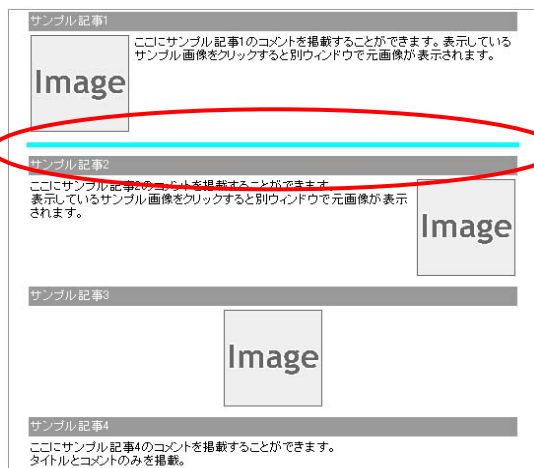 サンプル記事1
ここにサンプル記事1のコメントを掲載することができます。表示している
サンプル画像をクリックすると別ウィンドウで元画像が表示されます。
Image
サンプル記事2
ここにサンプル記事2のコメントを掲載することができます。
表示しているサンプル画像をクリックすると別ウィンドウで元画像が表示
されます。
Image
サンプル記事3
Image
サンプル記事4
ここにサンプル記事4のコメントを掲載することができます。
タイトルとコメントのみを掲載。